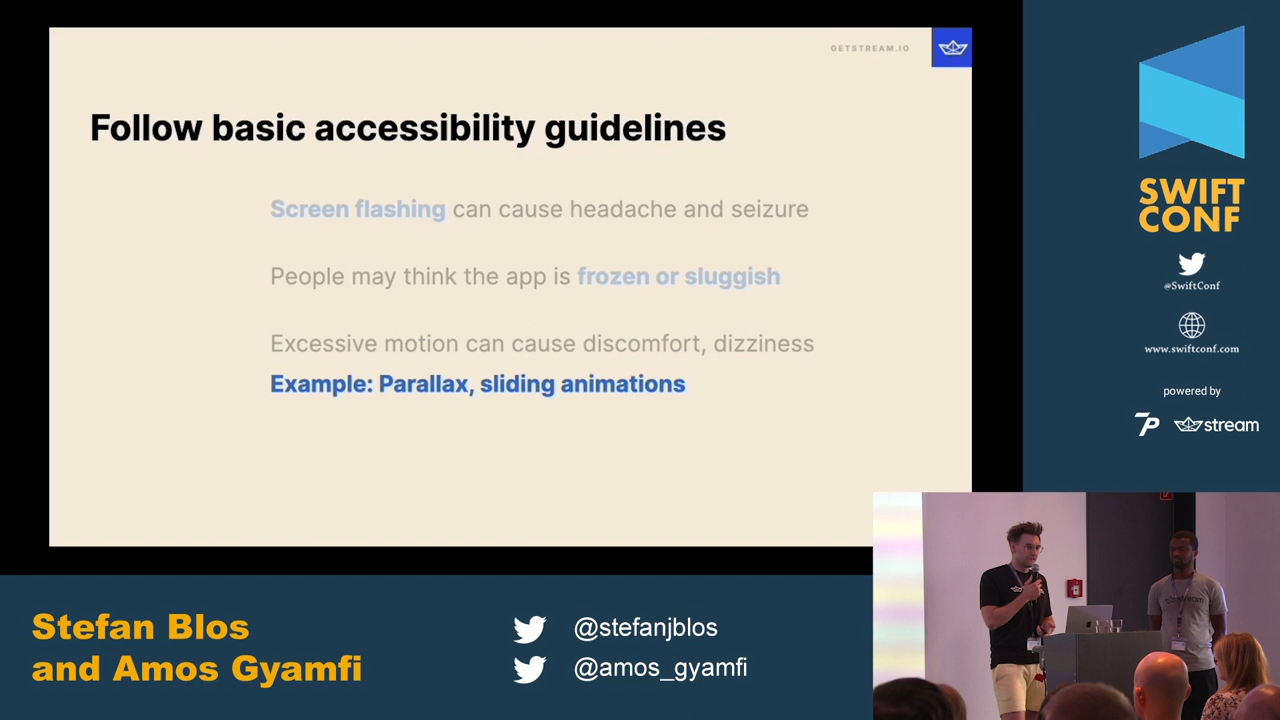 GETSTREAM.IO
Follow basic accessibility guidelines
Screen flashing can cause headache and seizure
People may think the app is frozen or sluggish
Excessive motion can cause discomfort, dizziness
Example: Parallax, sliding animations
SWIFT
CONF
@SwiftConf
www.swiftconf.com
powered by
7P
stream
Stefan Blos
and Amos Gyamfi
@stefanjblos
@amos_gyamfi
stream